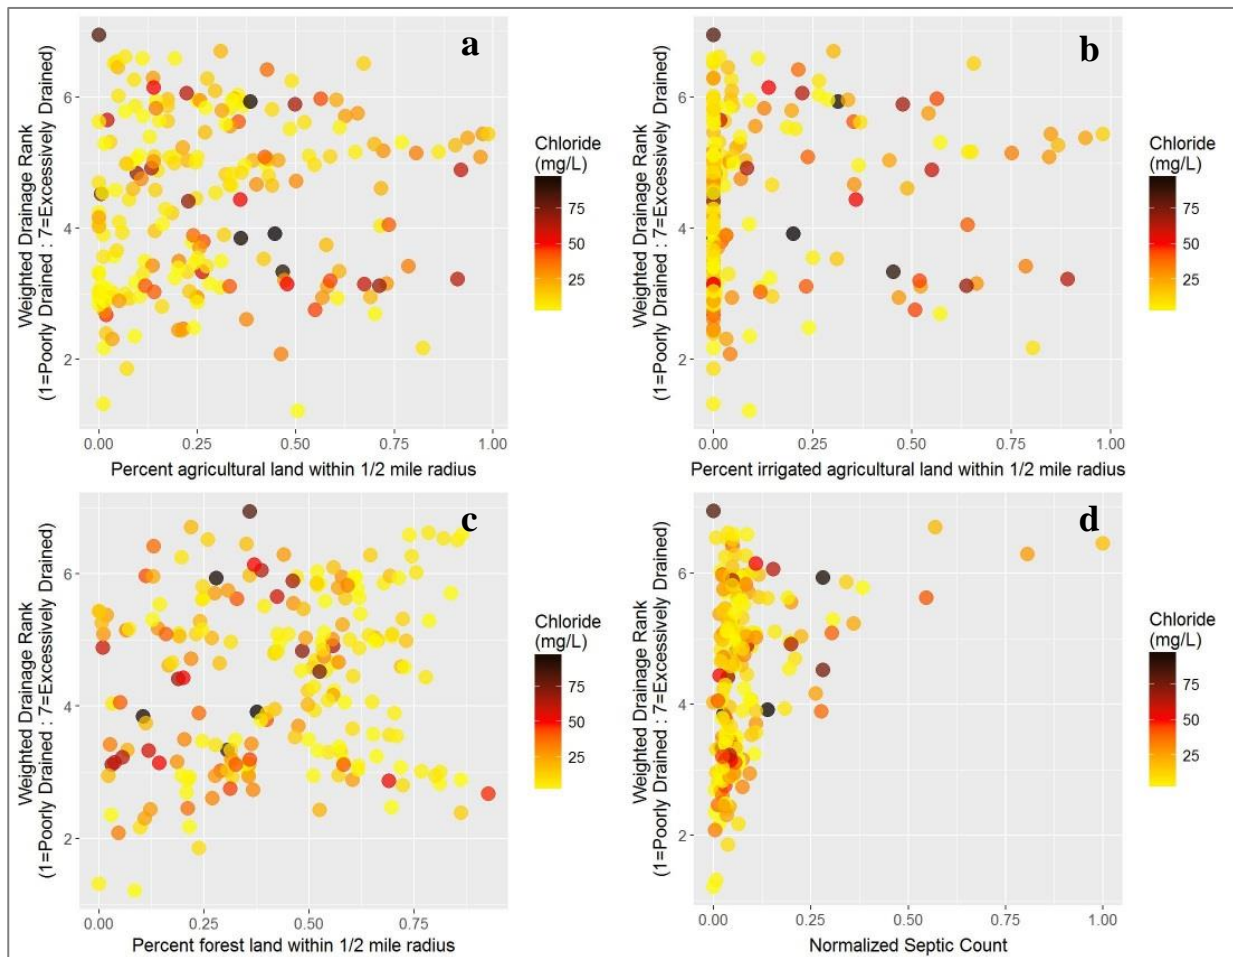 a
Weighted Drainage Rank
(1=Poorly Drained : 7=Excessively Drained)
6
4
2
0.00 0.25 0.50 0.75 1.00
Percent agricultural land within 1/2 mile radius
Chloride
(mg/L)
75
50
25
b
Weighted Drainage Rank
(1=Poorly Drained : 7=Excessively Drained)
6
4
2
0.00 0.25 0.50 0.75 1.00
Percent irrigated agricultural land within 1/2 mile radius
Chloride
(mg/L)
75
50
25
c
Weighted Drainage Rank
(1=Poorly Drained : 7=Excessively Drained)
6
4
2
0.00 0.25 0.50 0.75
Percent forest land within 1/2 mile radius
Chloride
(mg/L)
75
50
25
d
Weighted Drainage Rank
(1=Poorly Drained : 7=Excessively Drained)
6
4
2
0.00 0.25 0.50 0.75 1.00
Normalized Septic Count
Chloride
(mg/L)
75
50
25